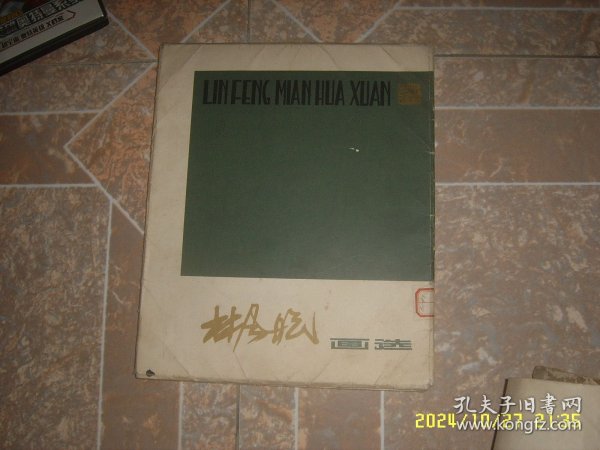 LIN FENG MIAN HUA XUAN
林风眠 画选
孔夫子旧书网
www.kongfz.com
2024/10/27 21:35